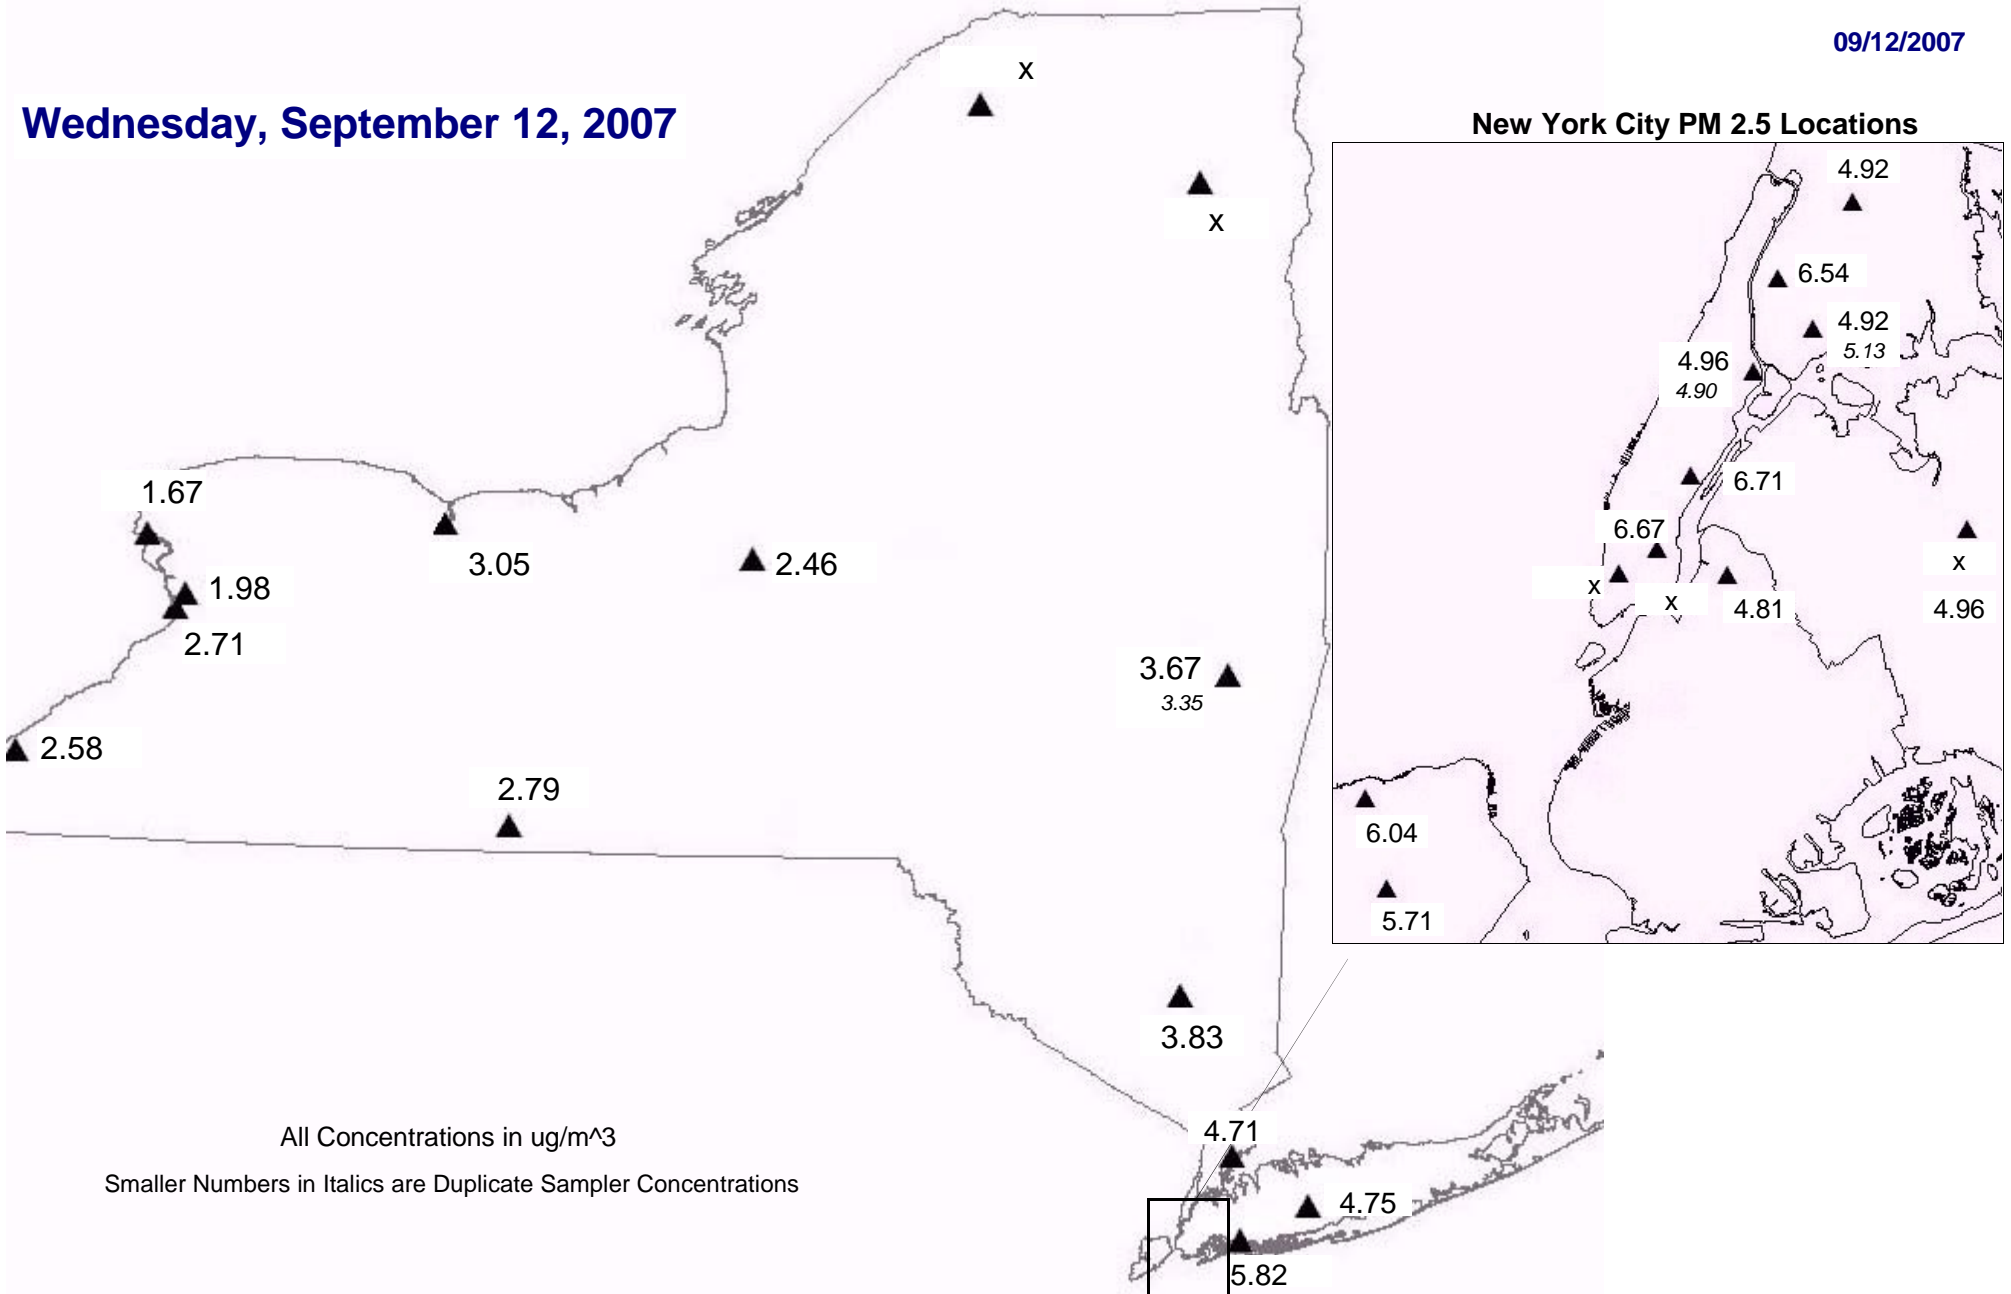 09/12/2007
Wednesday, September 12, 2007
x
x
New York City PM 2.5 Locations
4.92
6.54
4.92
5.13
4.96
4.90
6.71
6.67
x
x
x
4.81
4.96
6.04
5.71
1.67
1.98
2.71
3.05
2.46
3.67
3.35
2.58
2.79
3.83
4.71
4.75
5.82
All Concentrations in ug/m^3
Smaller Numbers in Italics are Duplicate Sampler Concentrations